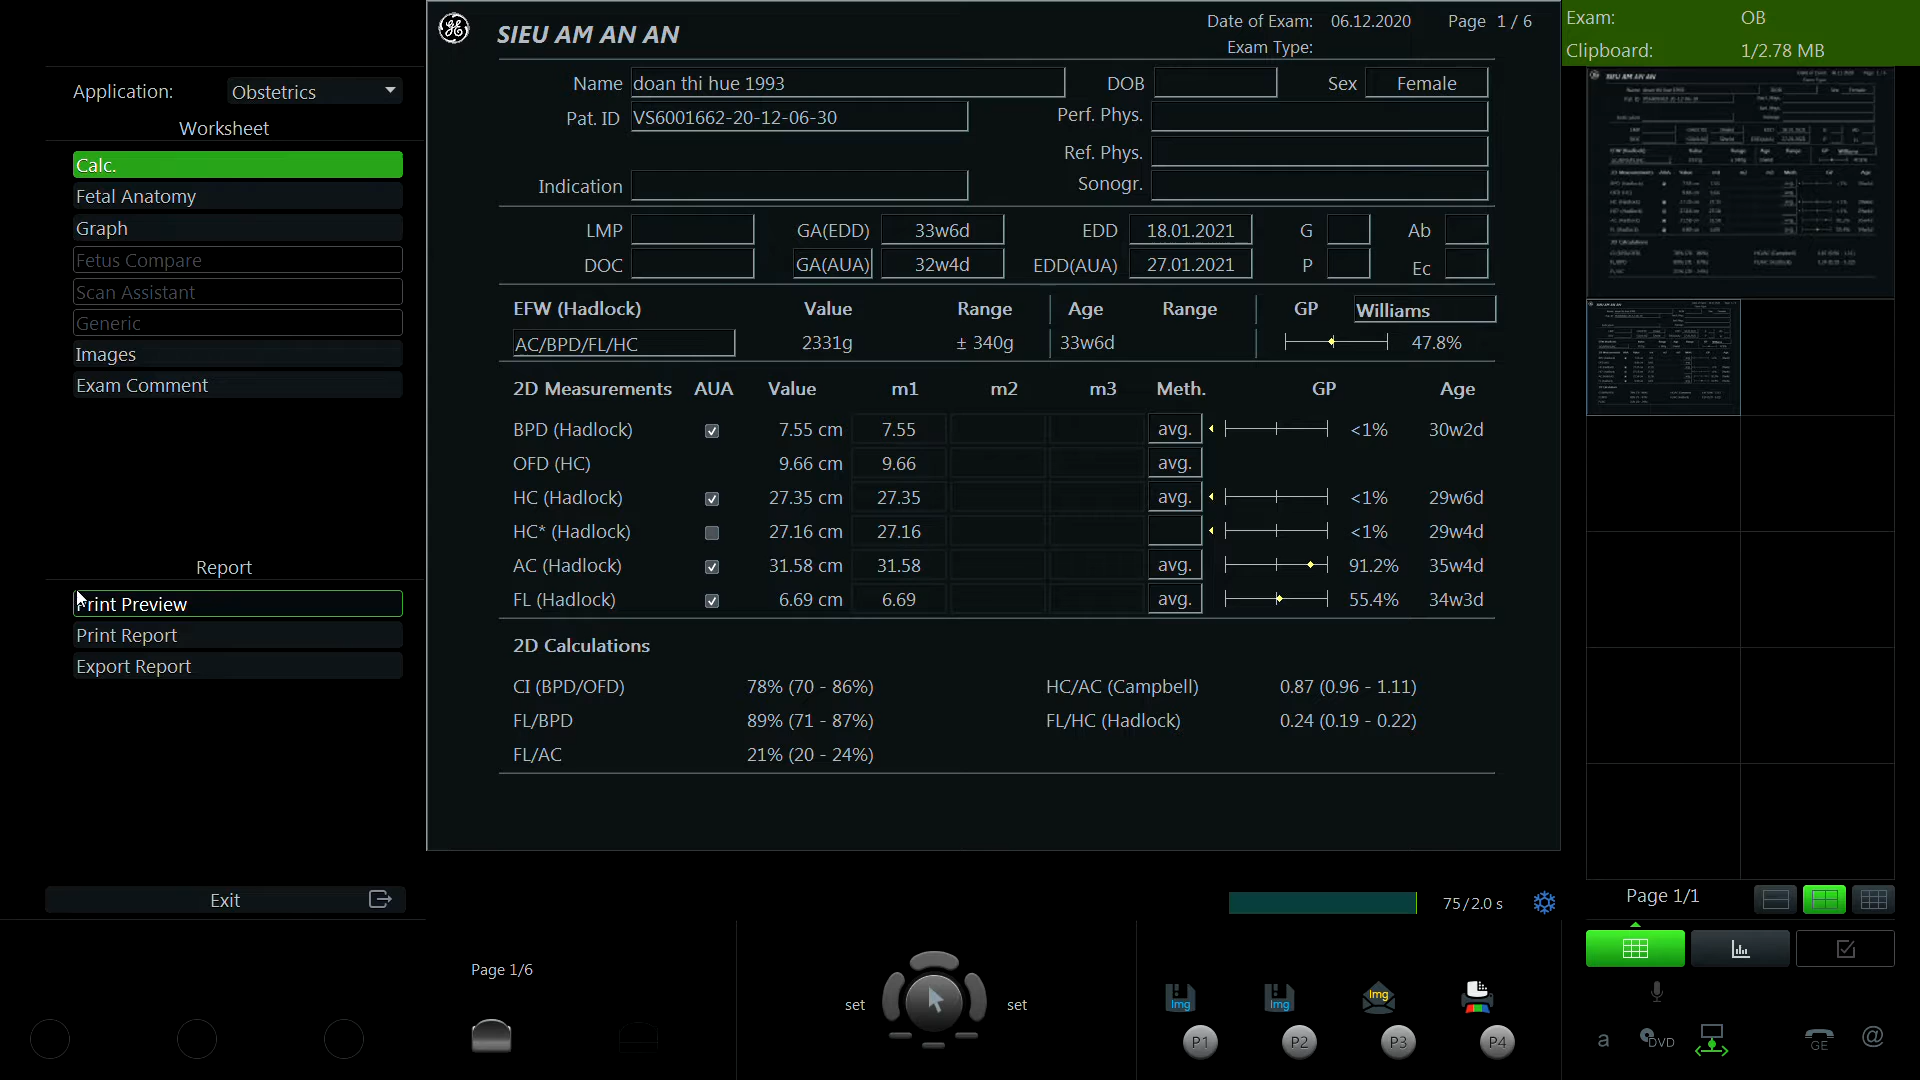 SIEU AM AN AN
Date of Exam: 06.12.2020 Page 1 / 6
Exam Type:
Name doan thi hue 1993 DOB Sex Female
Pat. ID VS6001662-20-12-06-30 Perf. Phys.
Ref. Phys.
Indication Sonogr.
LMP GA(EDD) 33w6d EDD 18.01.2021 G Ab
DOC GA(AUA) 32w4d EDD(AUA) 27.01.2021 P Ec
EFW (Hadlock) Value Range Age Range GP Williams
AC/BPD/FL/HC 2331g ± 340g 33w6d 47.8%
2D Measurements AUA Value m1 m2 m3 Meth. GP Age
BPD (Hadlock) 7.55 cm 7.55 avg. <1% 30w2d
OFD (HC) 9.66 cm 9.66 avg.
HC (Hadlock) 27.35 cm 27.35 avg. <1% 29w6d
HC* (Hadlock) 27.16 cm 27.16 <1% 29w4d
AC (Hadlock) 31.58 cm 31.58 avg. 91.2% 35w4d
FL (Hadlock) 6.69 cm 6.69 avg. 55.4% 34w3d
2D Calculations
CI (BPD/OFD) 78% (70 - 86%) HC/AC (Campbell) 0.87 (0.96 - 1.11)
FL/BPD 89% (71 - 87%) FL/HC (Hadlock) 0.24 (0.19 - 0.22)
FL/AC 21% (20 - 24%)
Application: Obstetrics
Worksheet
Calc.
Fetal Anatomy
Graph
Fetus Compare
Scan Assistant
Generic
Images
Exam Comment
Report
Print Preview
Print Report
Export Report
Exit
Exam: OB
Clipboard: 1/2.78 MB
75/2.0 s
Page 1/1
Page 1/6
set set
Img Img Img
P1 P2 P3 P4
a DVD GE @